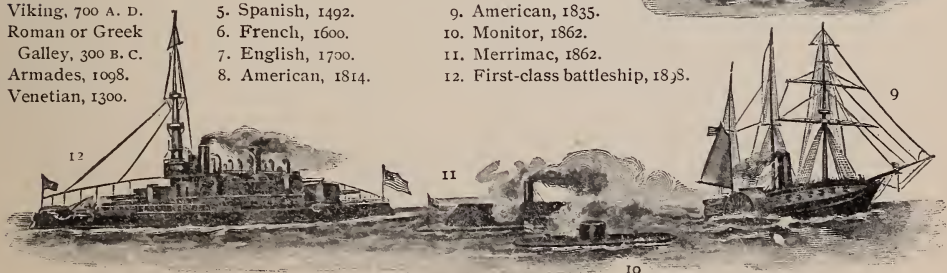 Viking, 700 A. D.
Roman or Greek
Galley, 300 B. C.
Armades, 1098.
Venetian, 1300.
5. Spanish, 1492.
6. French, 1600.
7. English, 1700.
8. American, 1814.
9. American, 1835.
10. Monitor, 1862.
11. Merrimac, 1862.
12. First-class battleship, 1898.
9
12
11
10